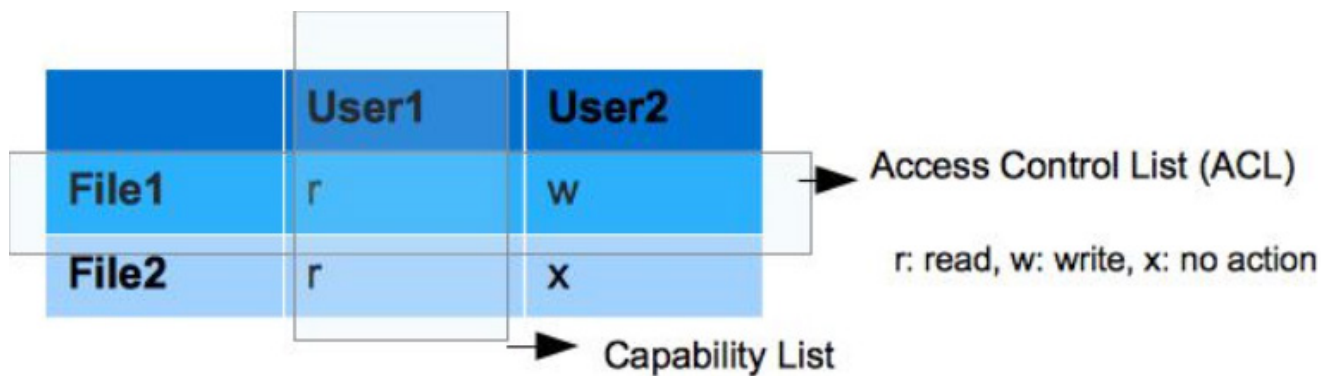 User1 User2
File1 r w
File2 r x
Access Control List (ACL)
r: read, w: write, x: no action
Capability List